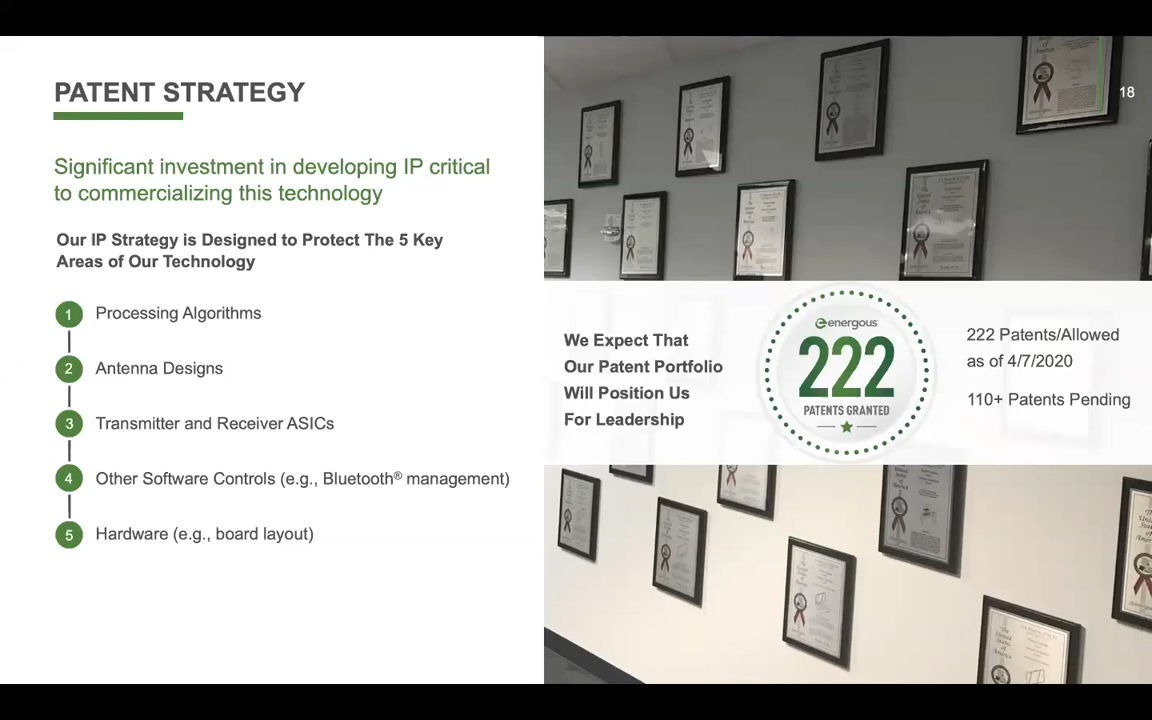 PATENT STRATEGY
18
Significant investment in developing IP critical
to commercializing this technology
Our IP Strategy is Designed to Protect The 5 Key
Areas of Our Technology
1 Processing Algorithms
2 Antenna Designs
3 Transmitter and Receiver ASICs
4 Other Software Controls (e.g., Bluetooth® management)
5 Hardware (e.g., board layout)
We Expect That
Our Patent Portfolio
Will Position Us
For Leadership
energous
222
PATENTS GRANTED
222 Patents/Allowed
as of 4/7/2020
110+ Patents Pending